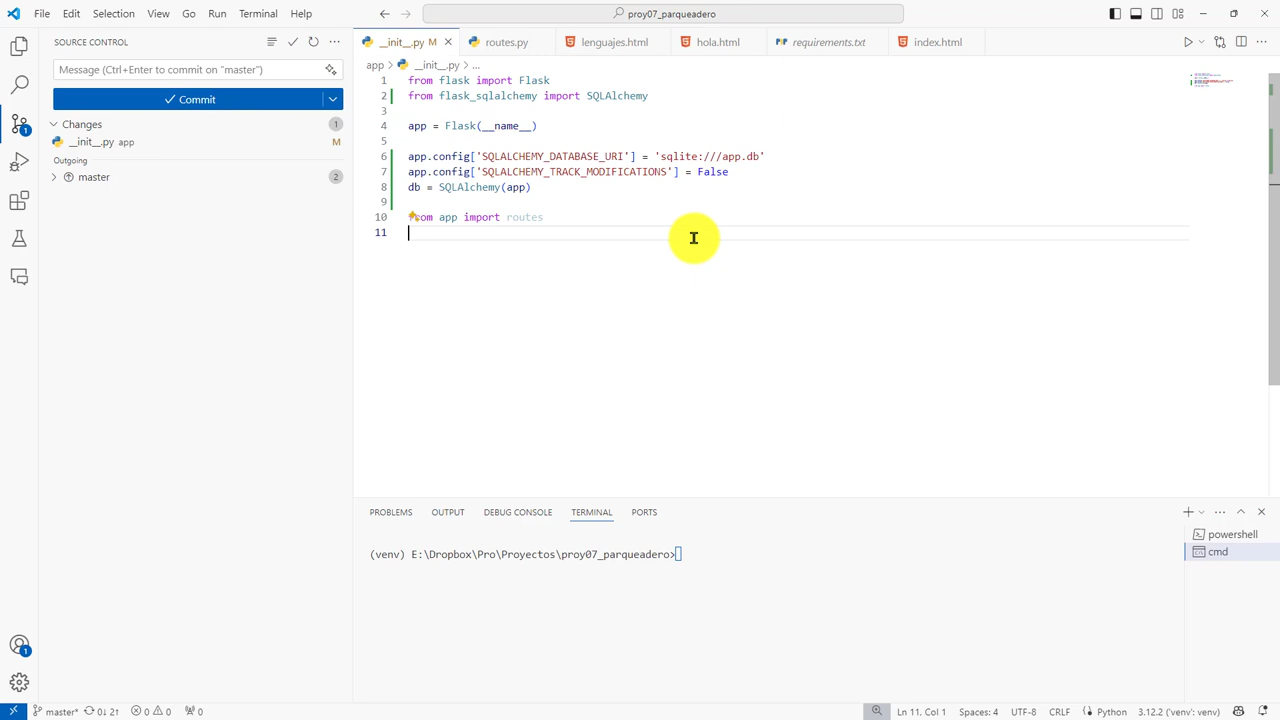 File Edit Selection View Go Run Terminal Help
proy07_parqueadero
SOURCE CONTROL
Message (Ctrl+Enter to commit on "master")
Commit
Changes 1
__init__.py app M
Outgoing
master 2
1
1
__init__.py M
routes.py
lenguajes.html
hola.html
requirements.txt
index.html
app > __init__.py > ...
1 from flask import Flask
2 from flask_sqlalchemy import SQLAlchemy
3
4 app = Flask(__name__)
5
6 app.config['SQLALCHEMY_DATABASE_URI'] = 'sqlite:///app.db'
7 app.config['SQLALCHEMY_TRACK_MODIFICATIONS'] = False
8 db = SQLAlchemy(app)
9
10 from app import routes
11
PROBLEMS OUTPUT DEBUG CONSOLE TERMINAL PORTS
(venv) E:\Dropbox\Pro\Proyectos\proy07_parqueadero>
powershell
cmd
master* 0↓ 2↑ 0 0 0
Ln 11, Col 1 Spaces: 4 UTF-8 CRLF Python 3.12.2 ('venv': venv)